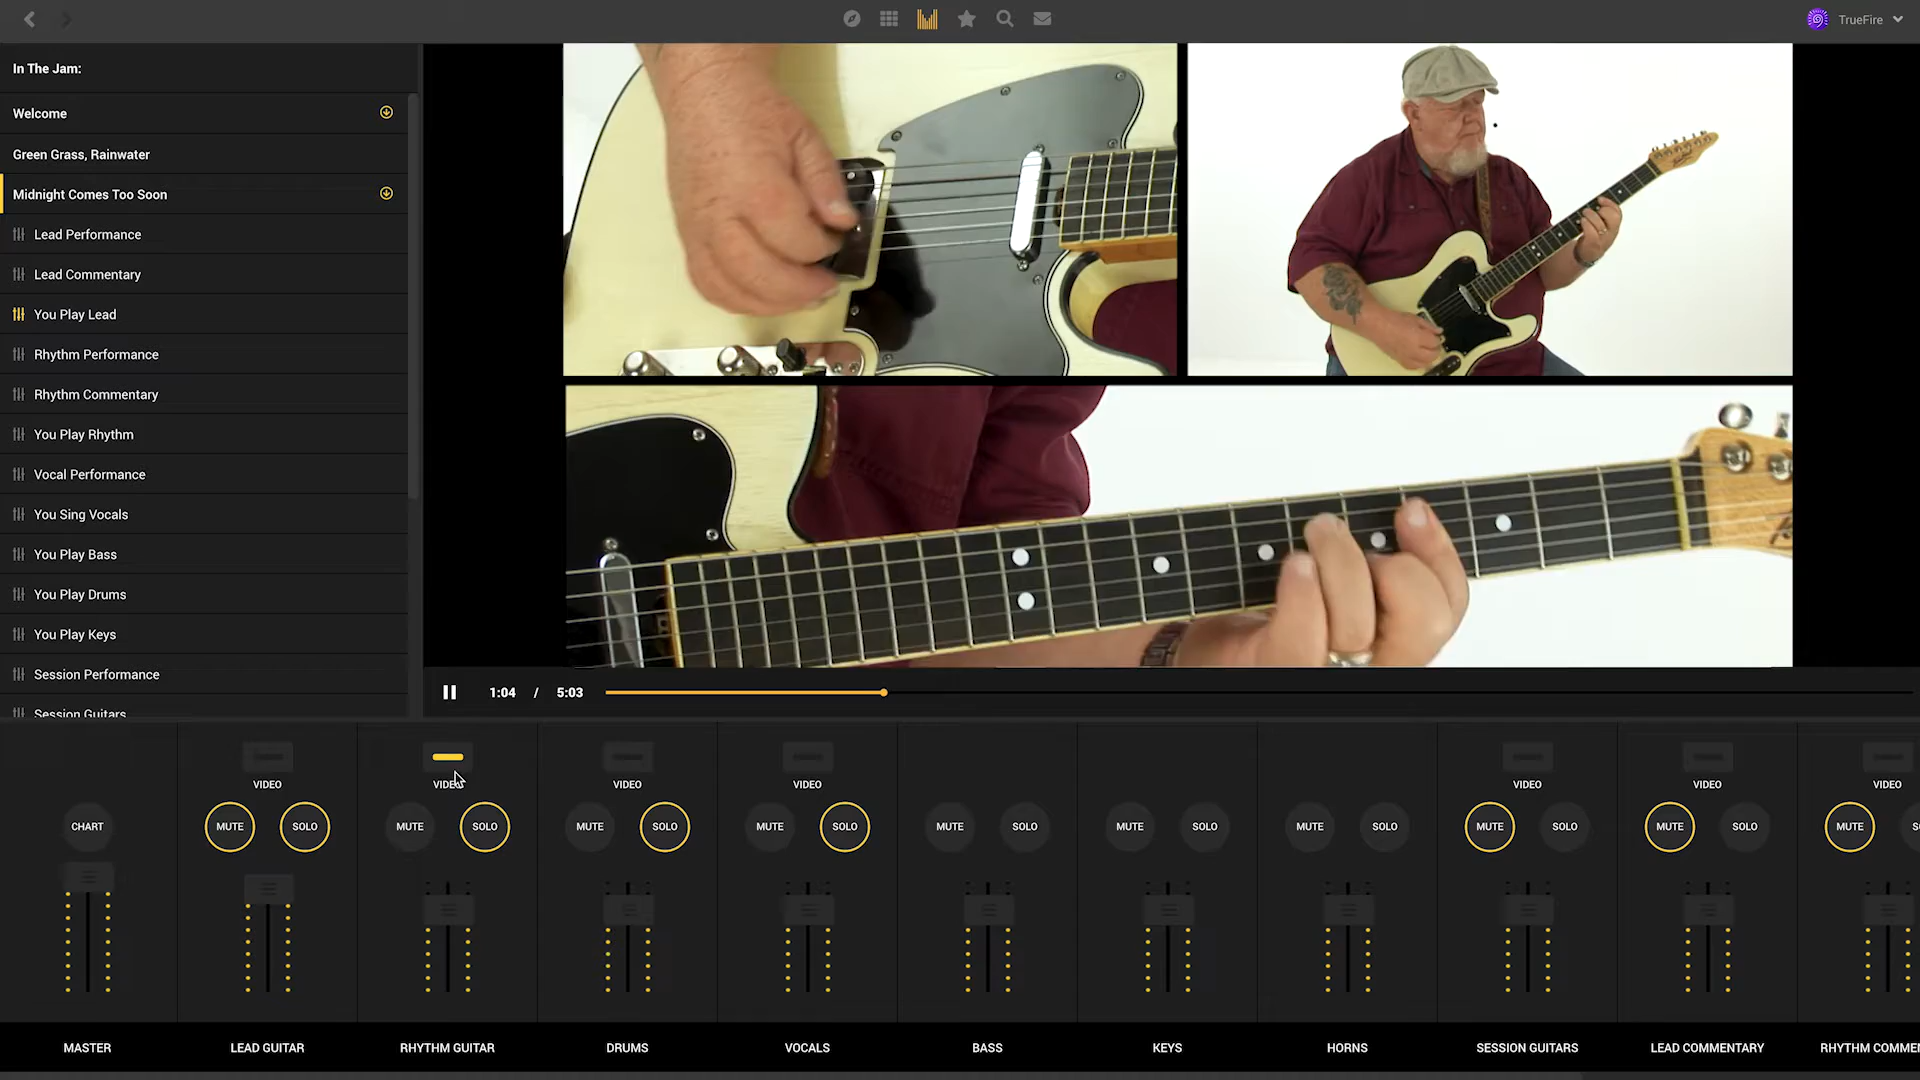 TrueFire
In The Jam:
Welcome
Green Grass, Rainwater
Midnight Comes Too Soon
Lead Performance
Lead Commentary
You Play Lead
Rhythm Performance
Rhythm Commentary
You Play Rhythm
Vocal Performance
You Sing Vocals
You Play Bass
You Play Drums
You Play Keys
Session Performance
Session Guitars
1:04 / 5:03
VIDEO VIDEO VIDEO VIDEO VIDEO VIDEO VIDEO
CHART MUTE SOLO MUTE SOLO MUTE SOLO MUTE SOLO MUTE SOLO MUTE SOLO MUTE SOLO MUTE SOLO MUTE SOLO MUTE
MASTER LEAD GUITAR RHYTHM GUITAR DRUMS VOCALS BASS KEYS HORNS SESSION GUITARS LEAD COMMENTARY RHYTHM COMMEN